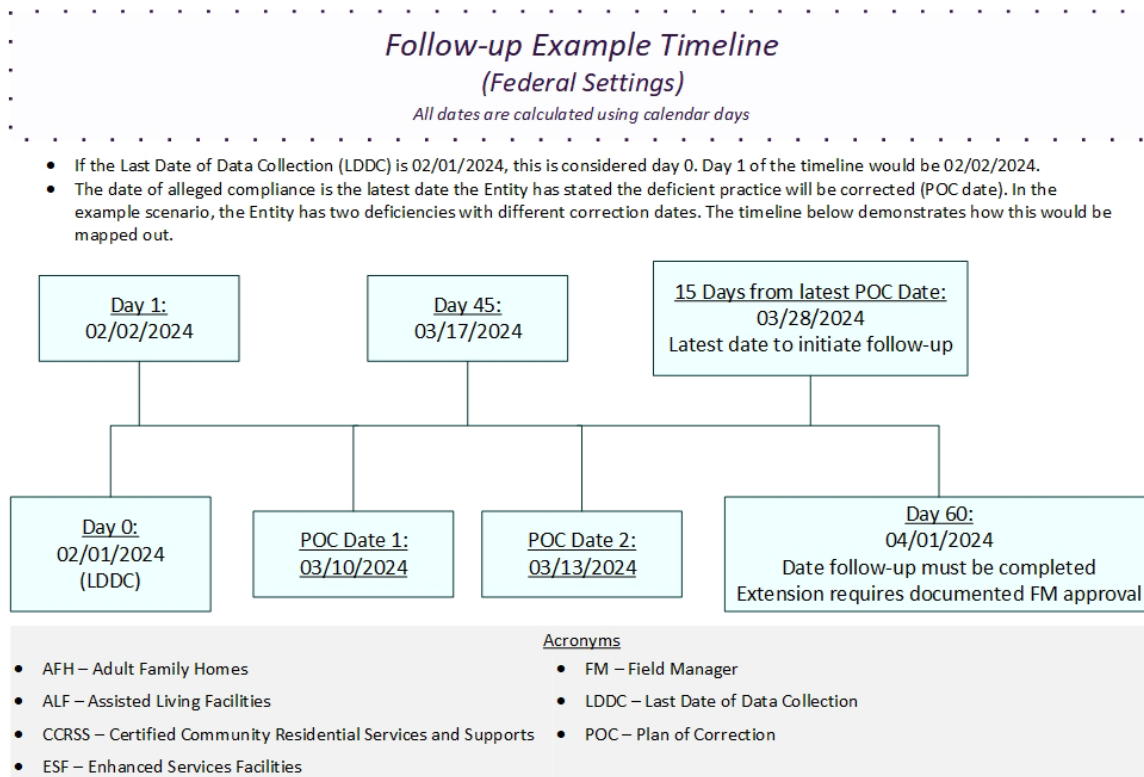 Follow-up Example Timeline
(Federal Settings)
All dates are calculated using calendar days
• If the Last Date of Data Collection (LDDC) is 02/01/2024, this is considered day 0. Day 1 of the timeline would be 02/02/2024.
• The date of alleged compliance is the latest date the Entity has stated the deficient practice will be corrected (POC date). In the
example scenario, the Entity has two deficiencies with different correction dates. The timeline below demonstrates how this would be
mapped out.
Day 1:
02/02/2024
Day 45:
03/17/2024
15 Days from latest POC Date:
03/28/2024
Latest date to initiate follow-up
Day 0:
02/01/2024
(LDDC)
POC Date 1:
03/10/2024
POC Date 2:
03/13/2024
Day 60:
04/01/2024
Date follow-up must be completed
Extension requires documented FM approval
Acronyms
• AFH – Adult Family Homes
• ALF – Assisted Living Facilities
• CCRSS – Certified Community Residential Services and Supports
• ESF – Enhanced Services Facilities
• FM – Field Manager
• LDDC – Last Date of Data Collection
• POC – Plan of Correction